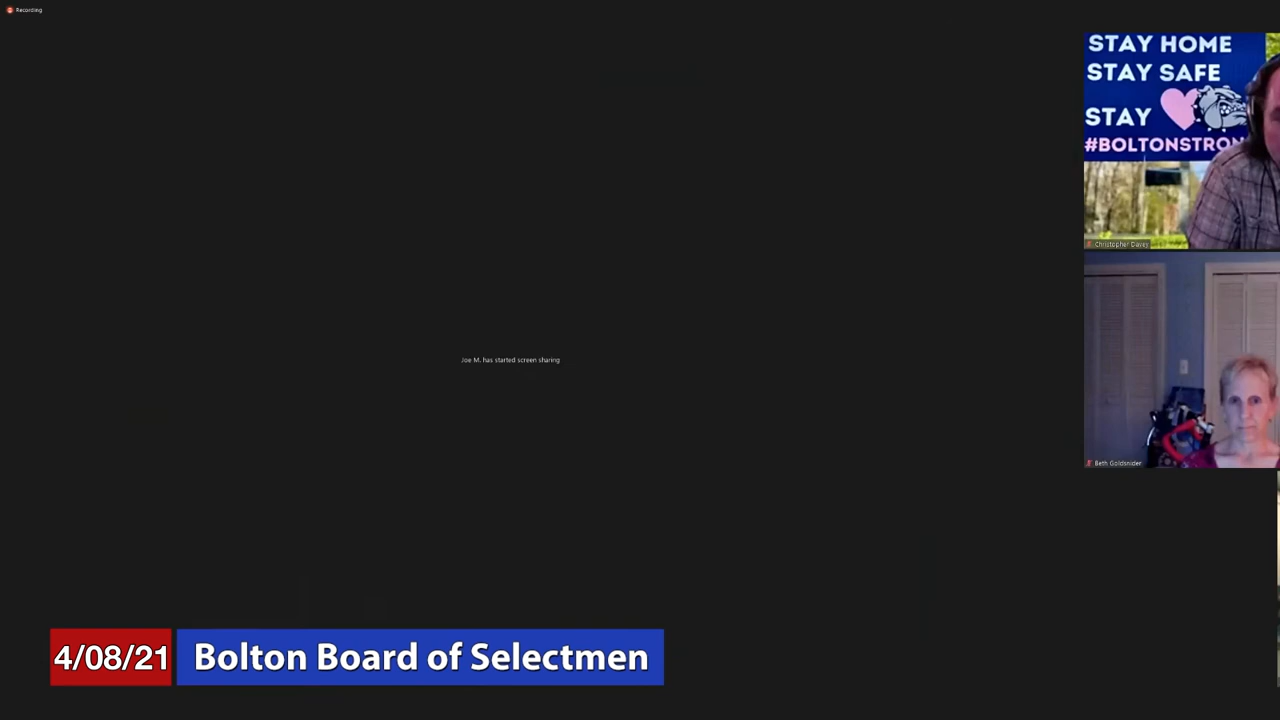 Recording
STAY HOME
STAY SAFE
STAY
#BOLTONSTRON
Christopher Davey
Joe M. has started screen sharing
Beth Goldsnider
4/08/21
Bolton Board of Selectmen